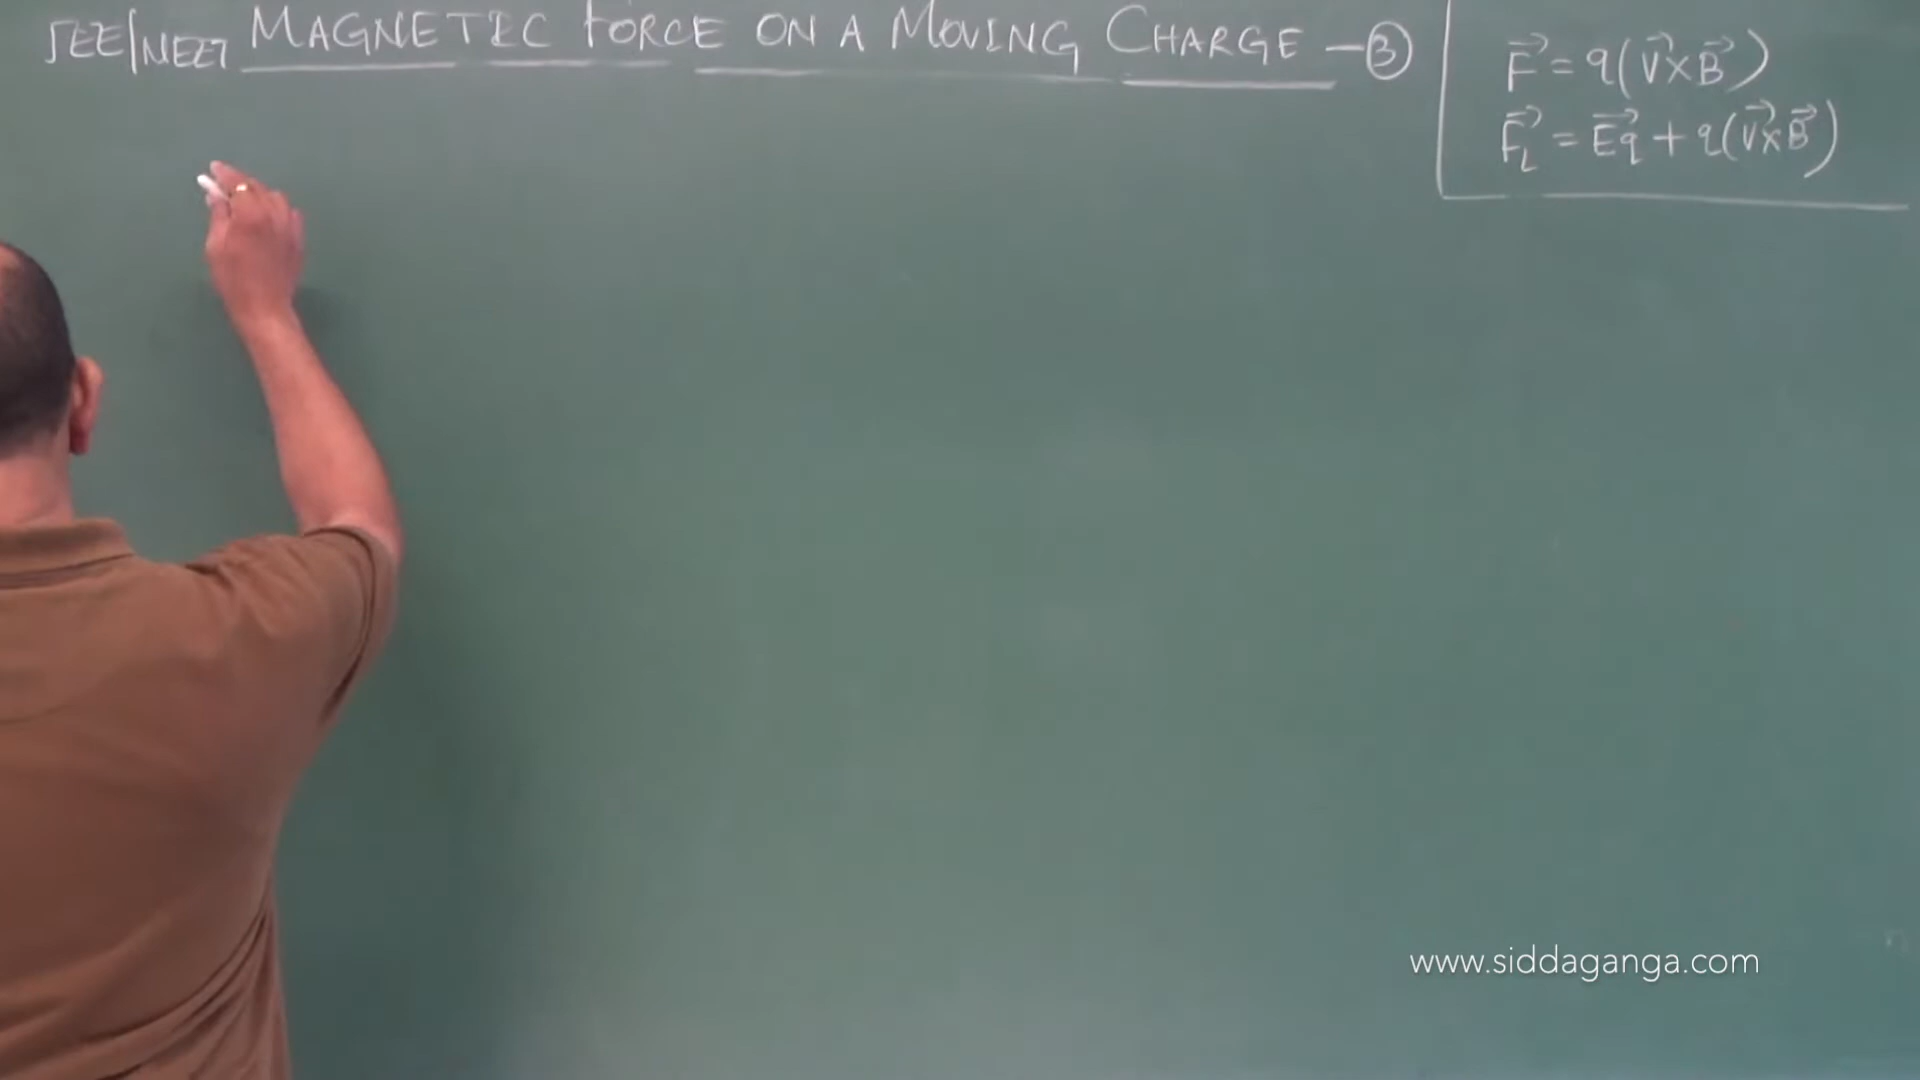 JEE/NEET MAGNETIC FORCE ON A MOVING CHARGE - 3
F⃗ = q(V⃗×B⃗)
F⃗L = E⃗q + q(V⃗×B⃗)
www.siddaganga.com